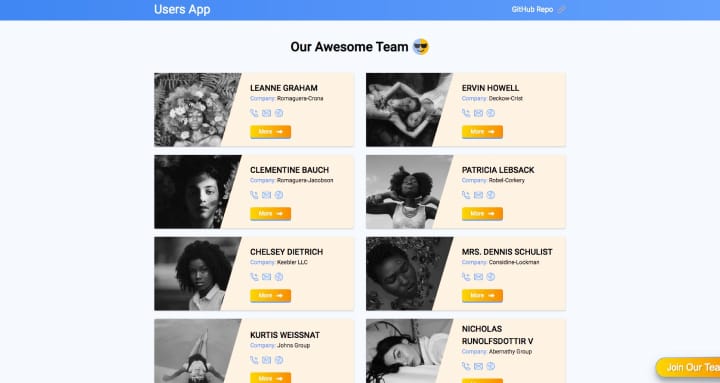 Users App
GitHub Repo
Our Awesome Team
LEANNE GRAHAM
Company: Romaguera-Crona
More
ERVIN HOWELL
Company: Deckow-Crist
More
CLEMENTINE BAUCH
Company: Romaguera-Jacobson
More
PATRICIA LEBSACK
Company: Robel-Corkery
More
CHELSEY DIETRICH
Company: Keebler LLC
More
MRS. DENNIS SCHULIST
Company: Considine-Lockman
More
KURTIS WEISSNAT
Company: Johns Group
More
NICHOLAS
RUNOLFSDOTTIR V
Company: Abernathy Group
More
Join Our Tea